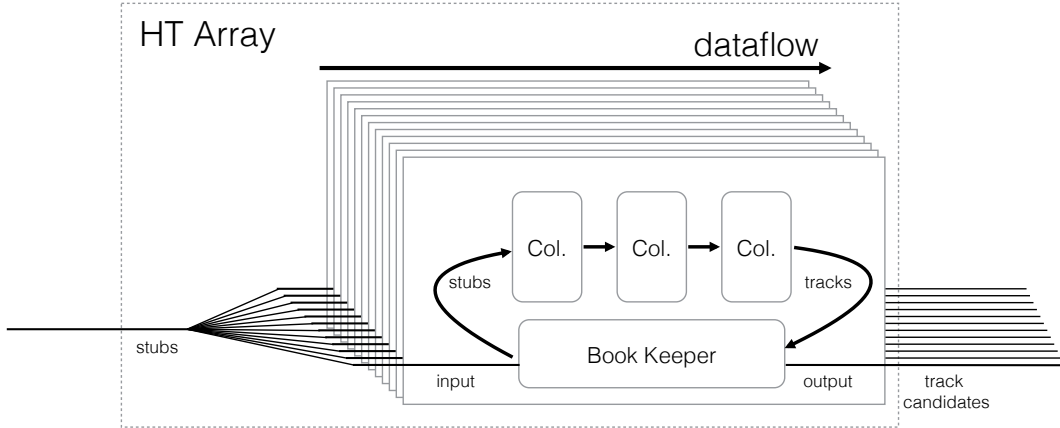 HT Array
dataflow
Col.
Col.
Col.
stubs
tracks
Book Keeper
stubs
input
output
track
candidates